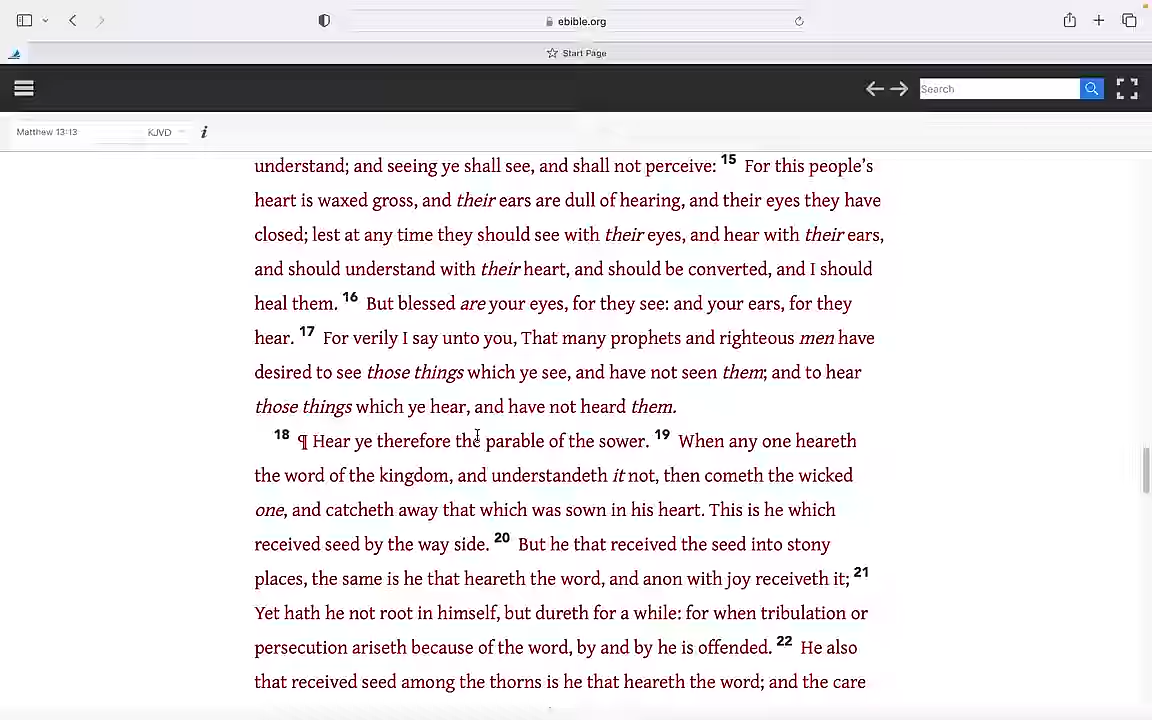 ebible.org
Start Page
Search
Matthew 13:13 KJVD i
understand; and seeing ye shall see, and shall not perceive: 15 For this people’s
heart is waxed gross, and their ears are dull of hearing, and their eyes they have
closed; lest at any time they should see with their eyes, and hear with their ears,
and should understand with their heart, and should be converted, and I should
heal them. 16 But blessed are your eyes, for they see: and your ears, for they
hear. 17 For verily I say unto you, That many prophets and righteous men have
desired to see those things which ye see, and have not seen them; and to hear
those things which ye hear, and have not heard them.
18 ¶ Hear ye therefore the parable of the sower. 19 When any one heareth
the word of the kingdom, and understandeth it not, then cometh the wicked
one, and catcheth away that which was sown in his heart. This is he which
received seed by the way side. 20 But he that received the seed into stony
places, the same is he that heareth the word, and anon with joy receiveth it; 21
Yet hath he not root in himself, but dureth for a while: for when tribulation or
persecution ariseth because of the word, by and by he is offended. 22 He also
that received seed among the thorns is he that heareth the word; and the care